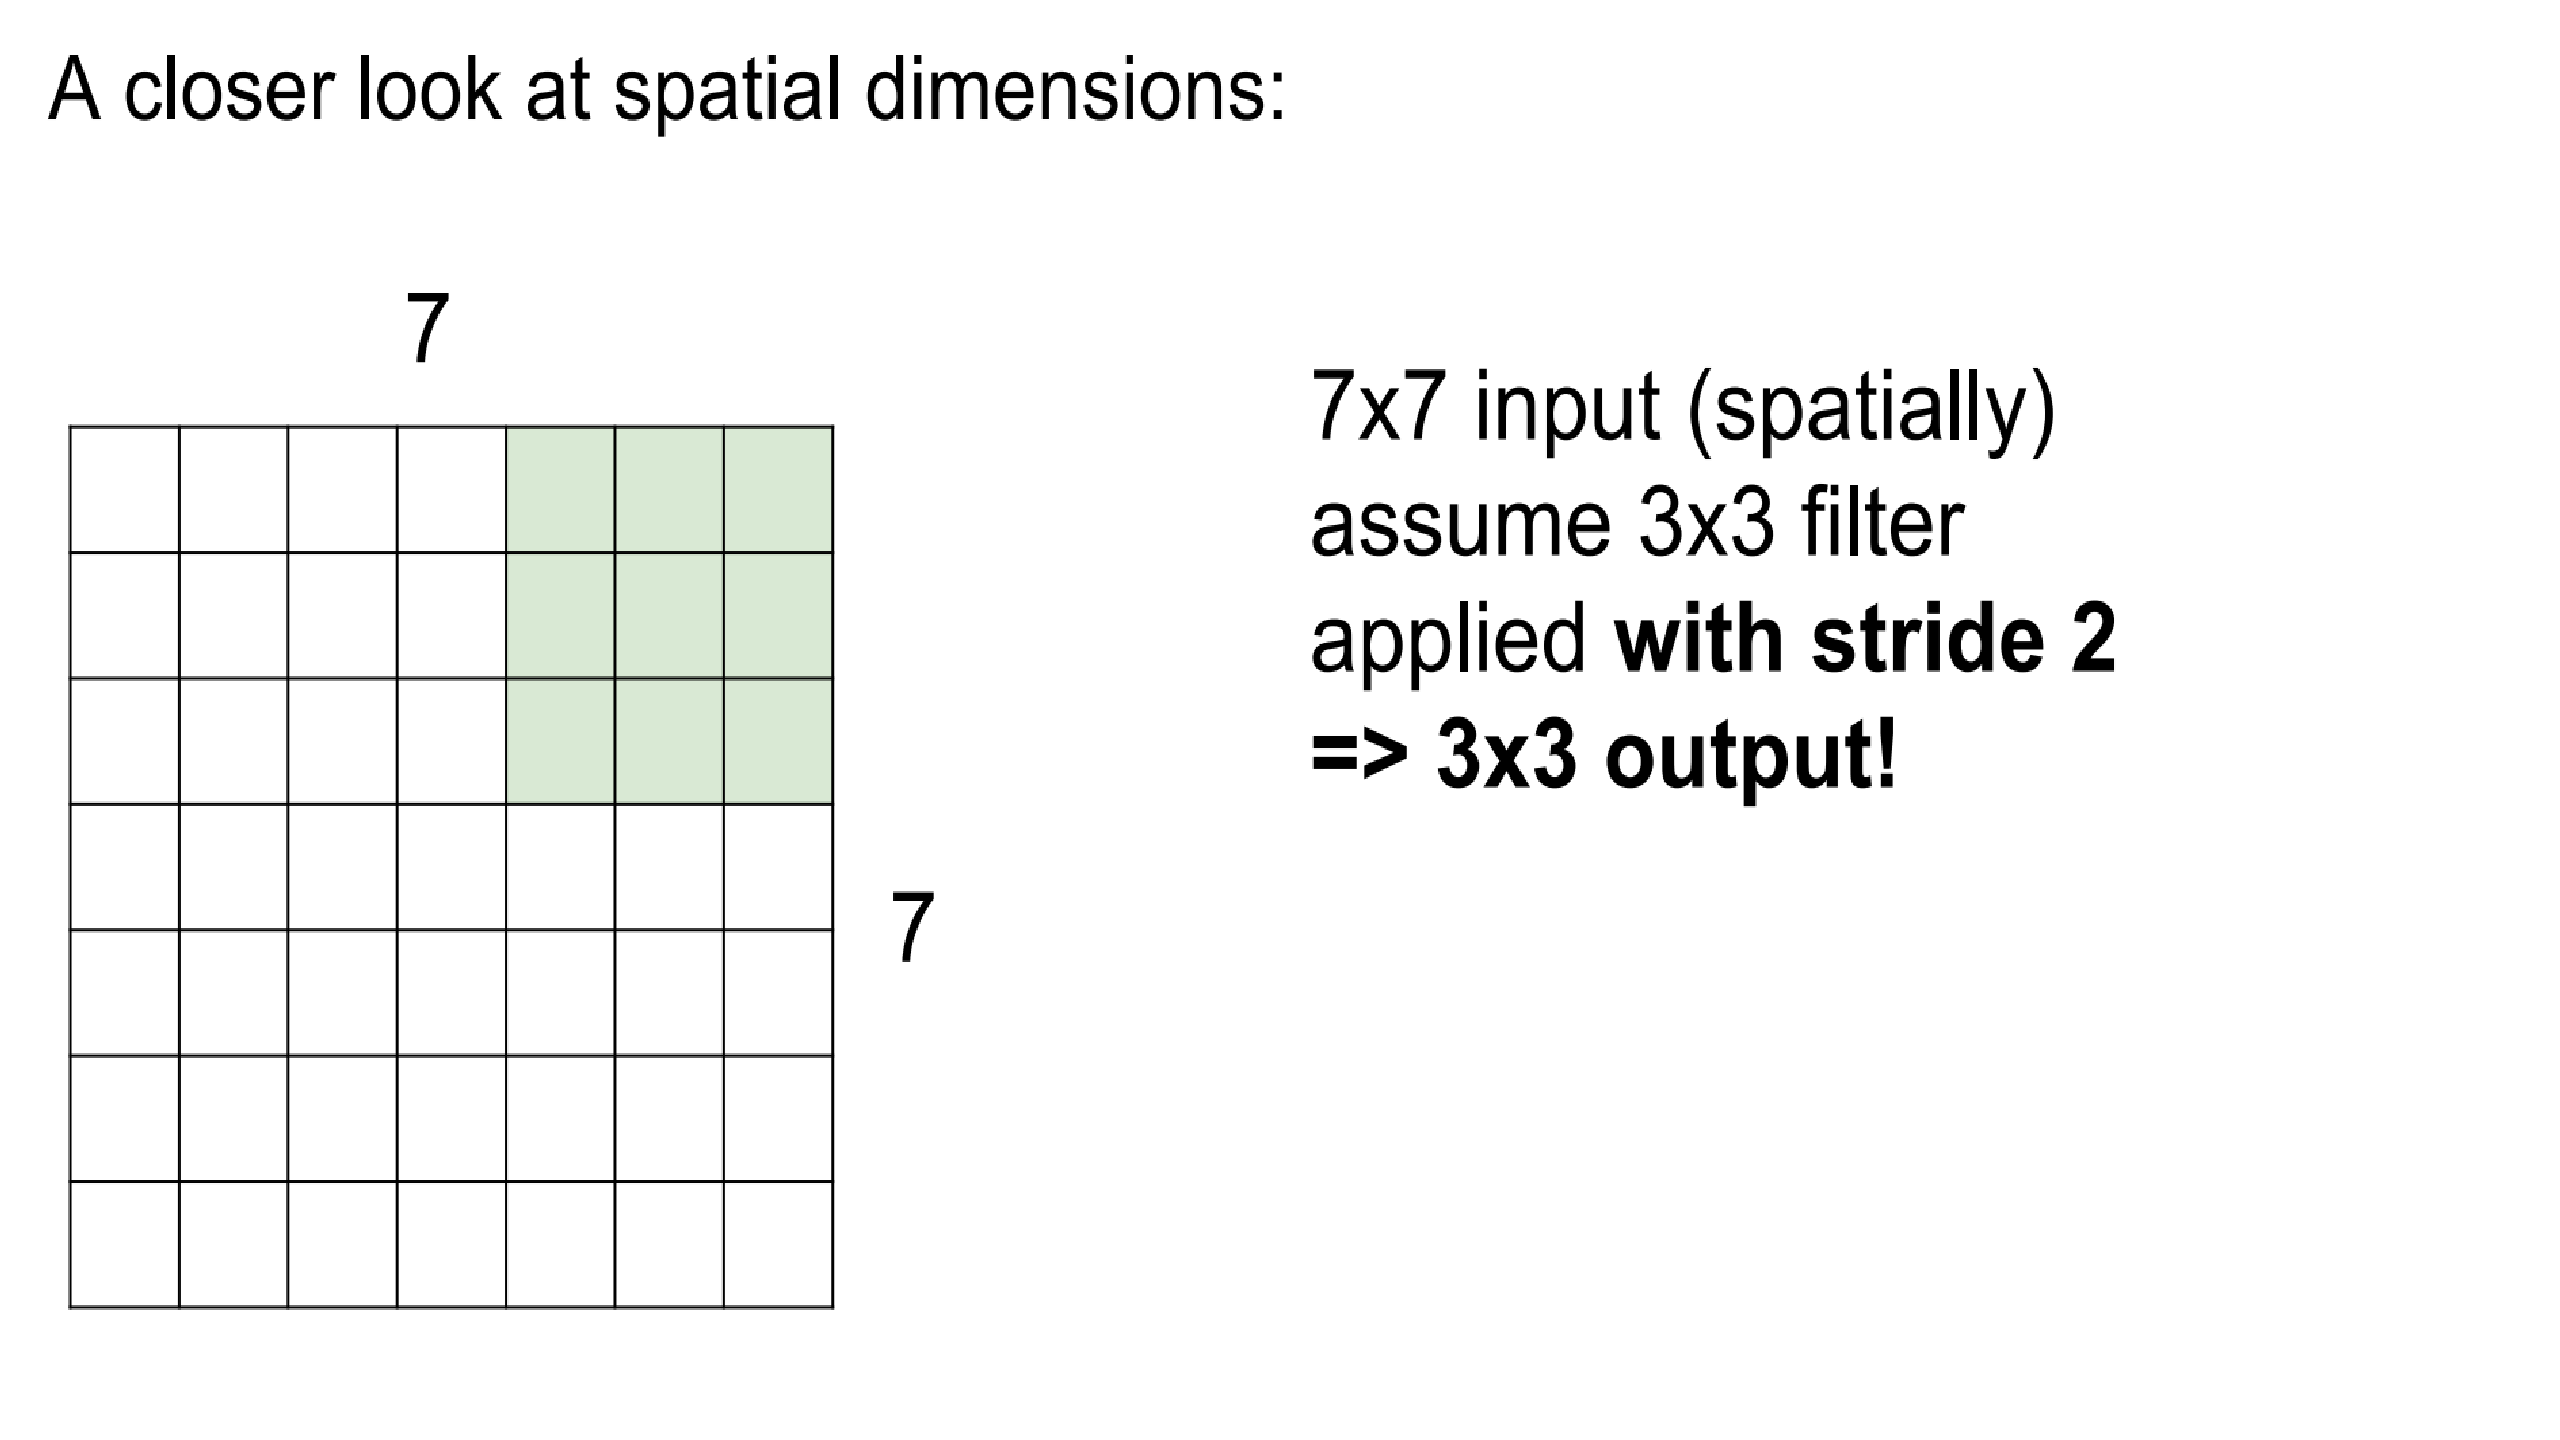 A closer look at spatial dimensions:
7
7x7 input (spatially)
assume 3x3 filter
applied with stride 2
=> 3x3 output!
7